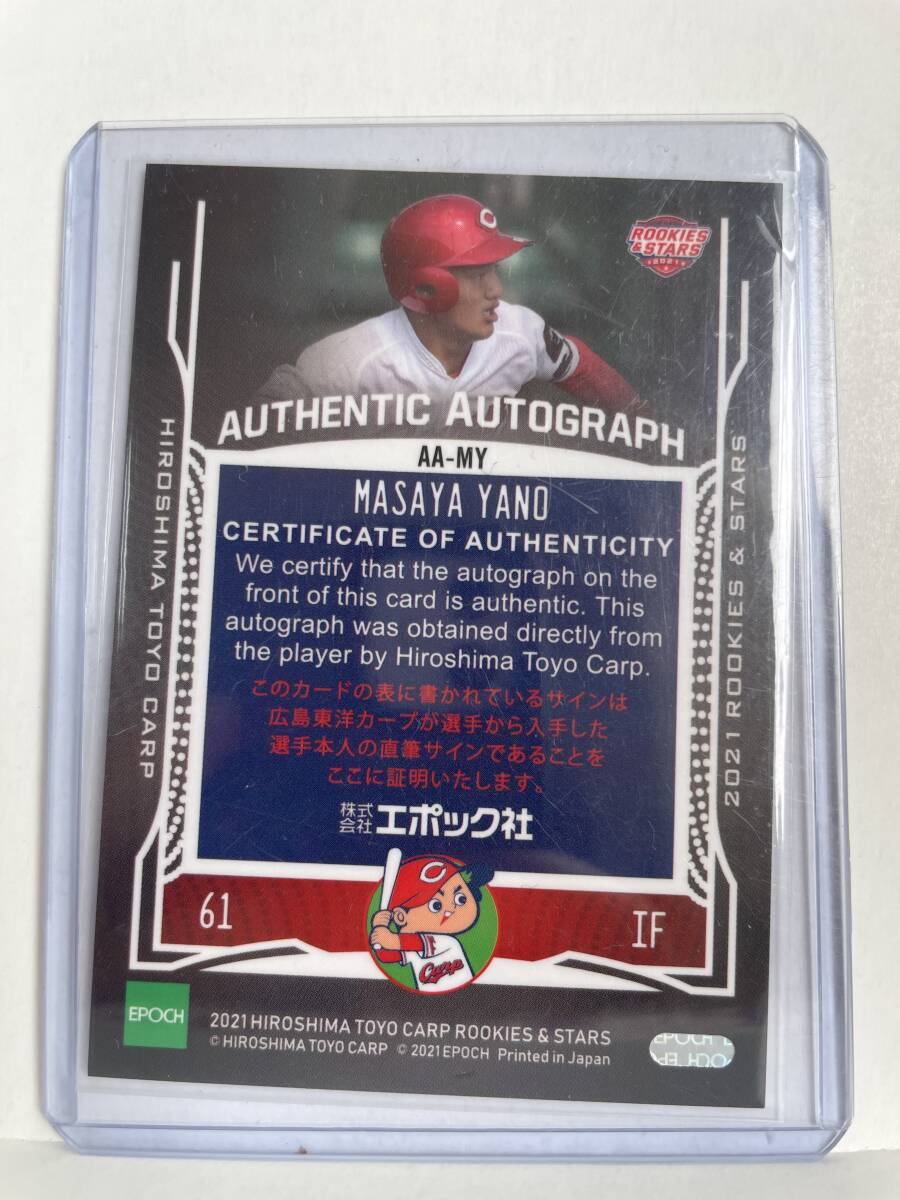 C
ROOKIES
& STARS
2021
AUTHENTIC AUTOGRAPH
AA-MY
MASAYA YANO
CERTIFICATE OF AUTHENTICITY
We certify that the autograph on the
front of this card is authentic. This
autograph was obtained directly from
the player by Hiroshima Toyo Carp.
このカードの表に書かれているサインは
広島東洋カープが選手から入手した
選手本人の直筆サインであることを
ここに証明いたします。
株式会社エポック社
HIROSHIMA TOYO CARP
2021 ROOKIES & STARS
61
IF
C
Carp
EPOCH
2021 HIROSHIMA TOYO CARP ROOKIES & STARS
© HIROSHIMA TOYO CARP © 2021 EPOCH Printed in Japan
EPOCH